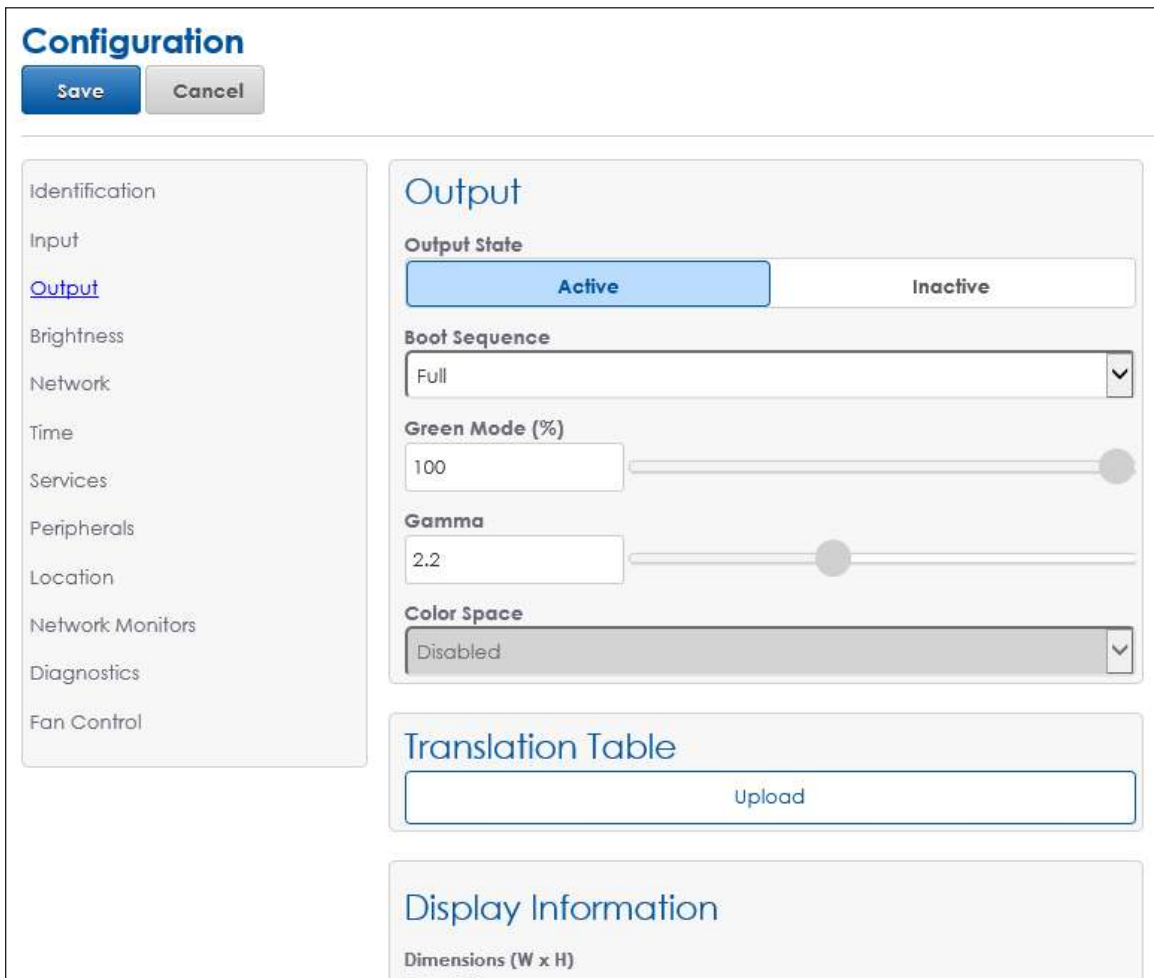 Configuration
Save Cancel
Identification
Input
Output
Brightness
Network
Time
Services
Peripherals
Location
Network Monitors
Diagnostics
Fan Control
Output
Output State
Active Inactive
Boot Sequence
Full
Green Mode (%)
100
Gamma
2.2
Color Space
Disabled
Translation Table
Upload
Display Information
Dimensions (W x H)